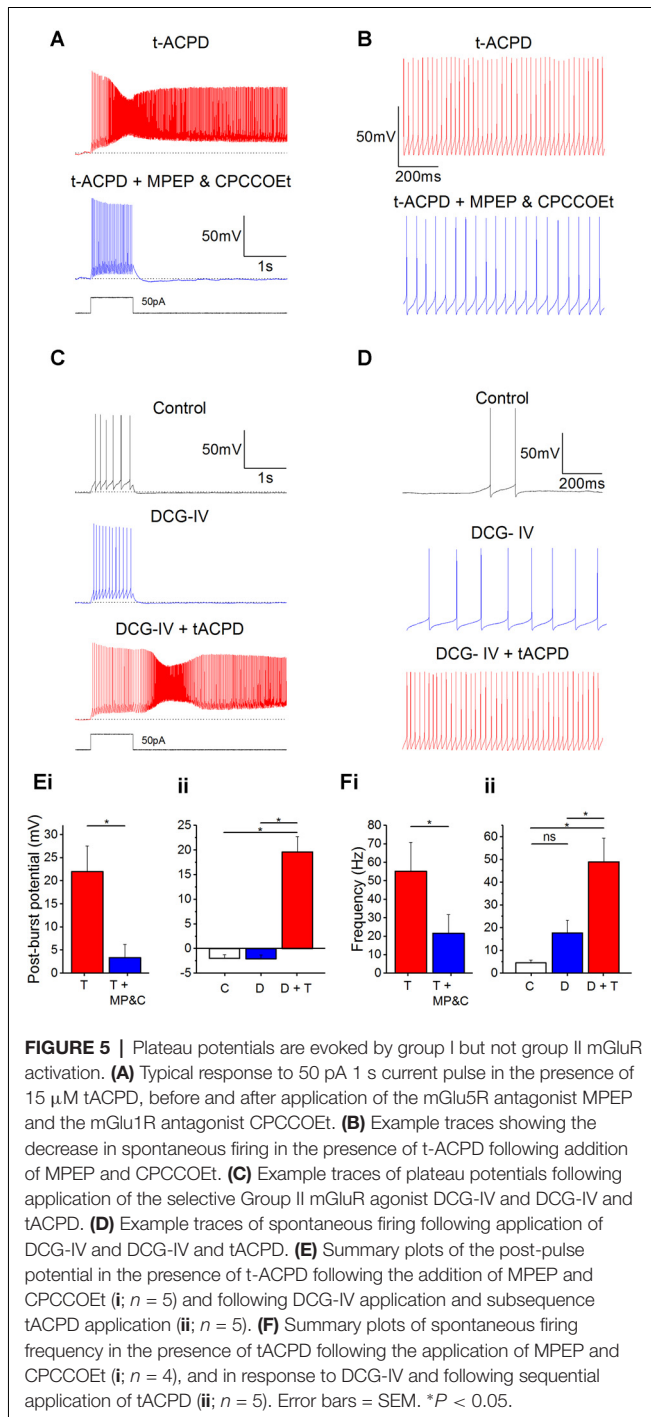 A
t-ACPD
t-ACPD + MPEP & CPCCOEt
50mV
1s
50pA
B
t-ACPD
50mV
200ms
t-ACPD + MPEP & CPCCOEt
C
Control
50mV
1s
DCG-IV
DCG-IV + tACPD
50pA
D
Control
50mV
200ms
DCG- IV
DCG- IV + tACPD
Ei
Post-burst potential (mV)
30
25
20
15
10
5
0
T
T +
MP&C
*
ii
25
20
15
10
5
0
-5
C
D
D + T
*
*
Fi
Frequency (Hz)
80
70
60
50
40
30
20
10
0
T
T +
MP&C
*
ii
60
50
40
30
20
10
0
C
D
D + T
ns
*
*
FIGURE 5 | Plateau potentials are evoked by group I but not group II mGluR
activation. (A) Typical response to 50 pA 1 s current pulse in the presence of
15 μM tACPD, before and after application of the mGlu5R antagonist MPEP
and the mGlu1R antagonist CPCCOEt. (B) Example traces showing the
decrease in spontaneous firing in the presence of t-ACPD following addition
of MPEP and CPCCOEt. (C) Example traces of plateau potentials following
application of the selective Group II mGluR agonist DCG-IV and DCG-IV and
tACPD. (D) Example traces of spontaneous firing following application of
DCG-IV and DCG-IV and tACPD. (E) Summary plots of the post-pulse
potential in the presence of t-ACPD following the addition of MPEP and
CPCCOEt (i; n = 5) and following DCG-IV application and subsequence
tACPD application (ii; n = 5). (F) Summary plots of spontaneous firing
frequency in the presence of tACPD following the application of MPEP and
CPCCOEt (i; n = 4), and in response to DCG-IV and following sequential
application of tACPD (ii; n = 5). Error bars = SEM. *P < 0.05.